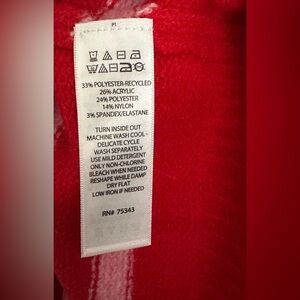 33% POLYESTER-RECYCLED
26% ACRYLIC
24% POLYESTER
14% NYLON
3% SPANDEX/ELASTANE
TURN INSIDE OUT
MACHINE WASH COOL -
DELICATE CYCLE
WASH SEPARATELY
USE MILD DETERGENT
ONLY NON-CHLORINE
BLEACH WHEN NEEDED
RESHAPE WHILE DAMP
DRY FLAT
LOW IRON IF NEEDED
RN# 75343